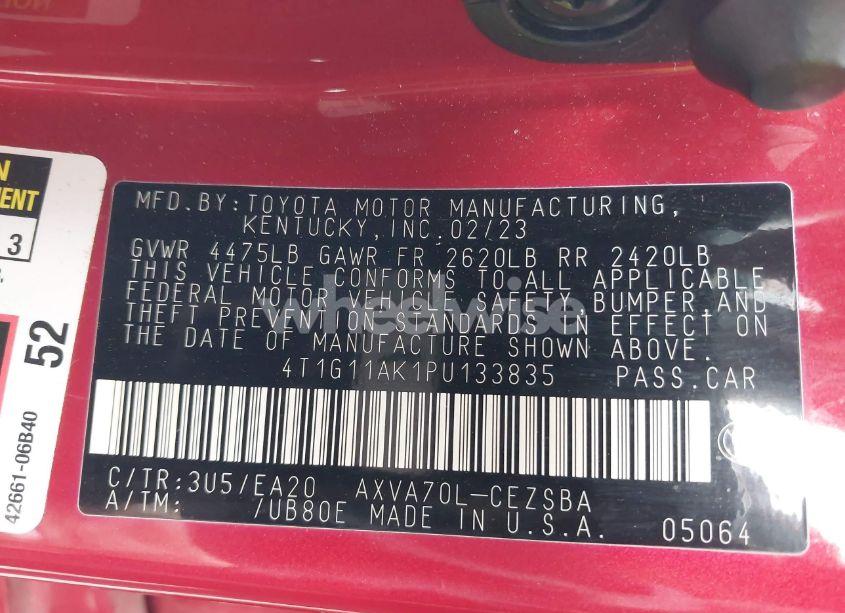 MFD.BY:TOYOTA MOTOR MANUFACTURING,
KENTUCKY,INC.02/23
GVWR 4475LB GAWR FR 2620LB RR 2420LB
THIS VEHICLE CONFORMS TO ALL APPLICABLE
FEDERAL MOTOR VEHICLE SAFETY,BUMPER,AND
THEFT PREVENTION STANDARDS IN EFFECT ON
THE DATE OF MANUFACTURE SHOWN ABOVE.
4T1G11AK1PU133835 PASS.CAR
C/TR:3U5/EA20 AXVA70L-CEZSBA
A/TM: /UB80E MADE IN U.S.A. 05064
wheelwise
3
52
42661-06B40